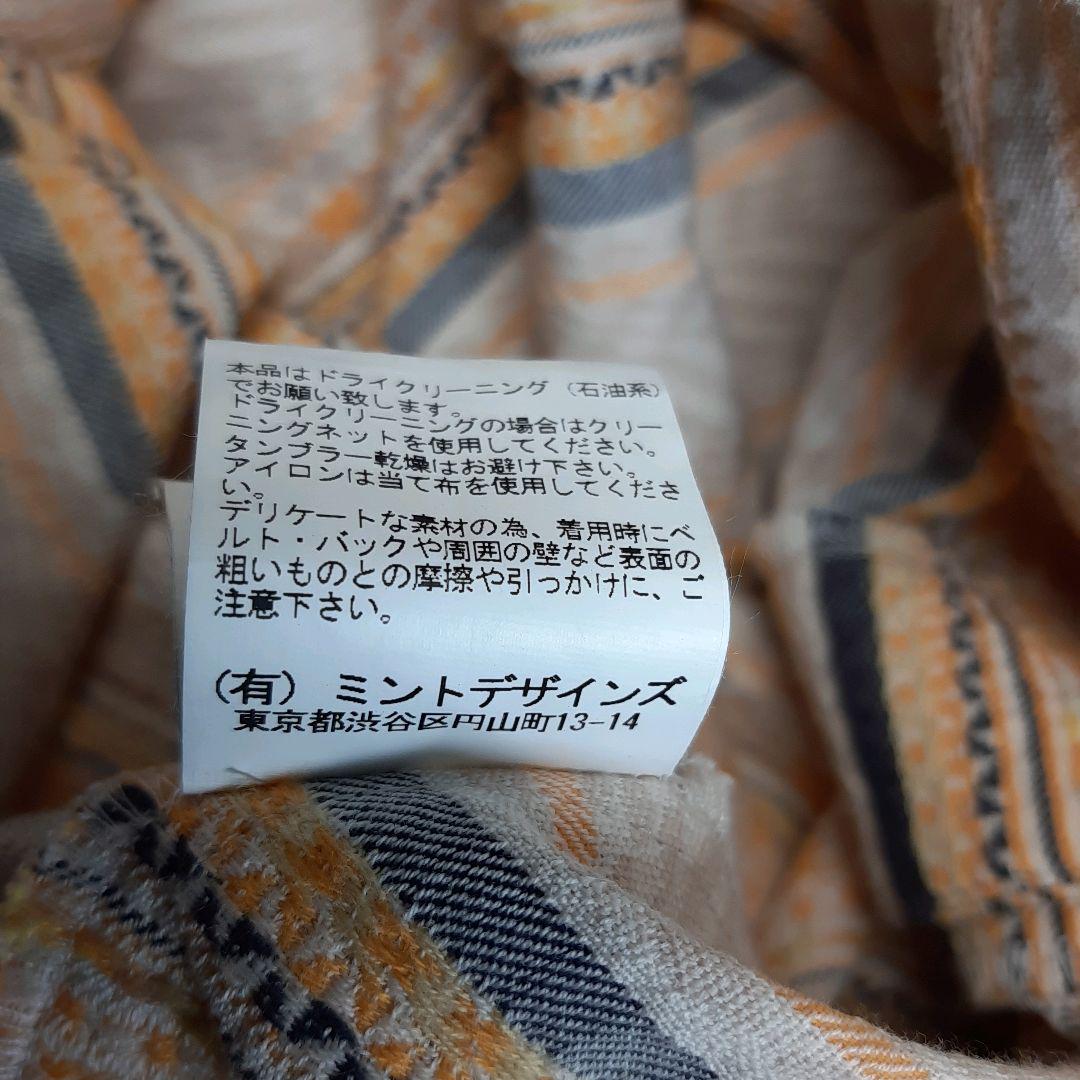 本品はドライクリーニング（石油系）
でお願い致します。
ドライクリーニングの場合はクリー
ニングネットを使用してください。
タンブラー乾燥はお避け下さい。
アイロンは当て布を使用してくださ
い。
デリケートな素材の為、着用時にベ
ルト・バックや周囲の壁など表面の
粗いものとの摩擦や引っかけに、ご
注意下さい。
（有）ミントデザインズ
東京都渋谷区円山町13-14